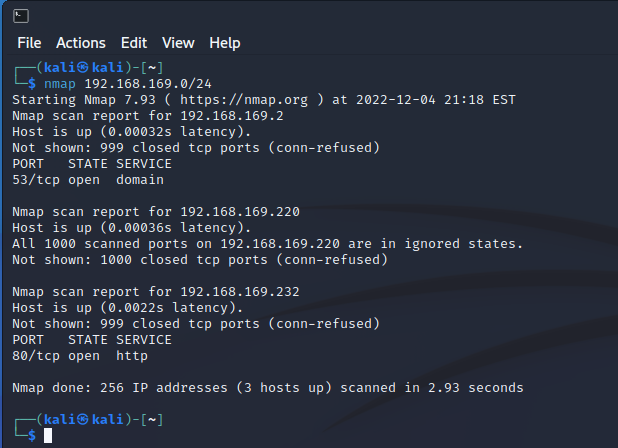 File Actions Edit View Help
┌──(kali㉿kali)-[~]
└─$ nmap 192.168.169.0/24
Starting Nmap 7.93 ( https://nmap.org ) at 2022-12-04 21:18 EST
Nmap scan report for 192.168.169.2
Host is up (0.00032s latency).
Not shown: 999 closed tcp ports (conn-refused)
PORT   STATE SERVICE
53/tcp open  domain

Nmap scan report for 192.168.169.220
Host is up (0.00036s latency).
All 1000 scanned ports on 192.168.169.220 are in ignored states.
Not shown: 1000 closed tcp ports (conn-refused)

Nmap scan report for 192.168.169.232
Host is up (0.0022s latency).
Not shown: 999 closed tcp ports (conn-refused)
PORT   STATE SERVICE
80/tcp open  http

Nmap done: 256 IP addresses (3 hosts up) scanned in 2.93 seconds

┌──(kali㉿kali)-[~]
└─$